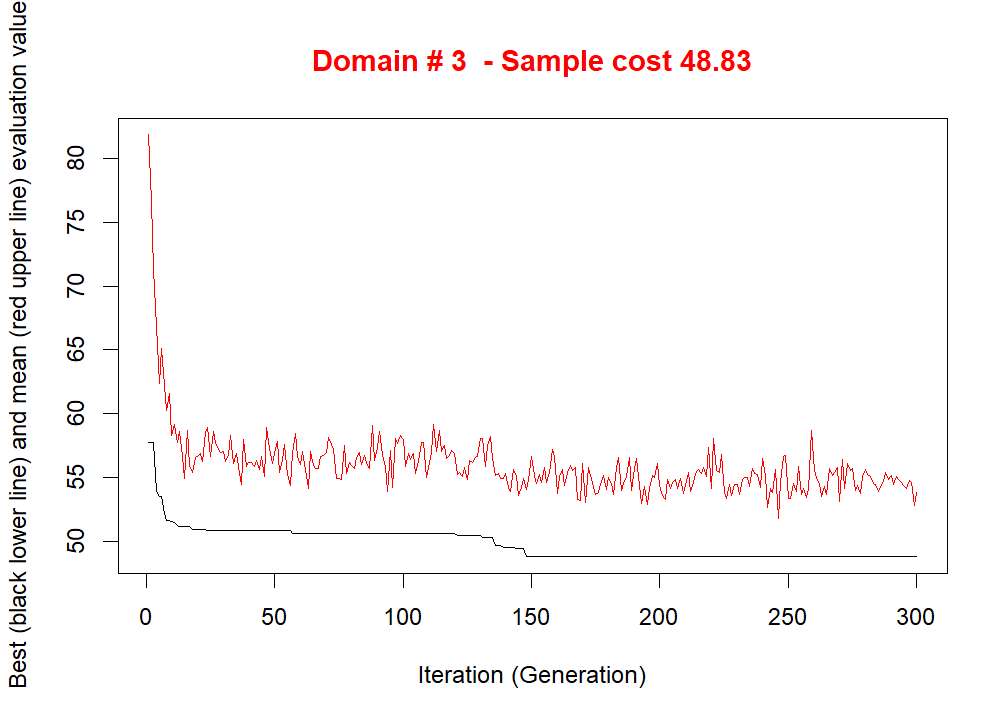 Domain # 3  - Sample cost 48.83
Best (black lower line) and mean (red upper line) evaluation value
80
75
70
65
60
55
50
0 50 100 150 200 250 300
Iteration (Generation)